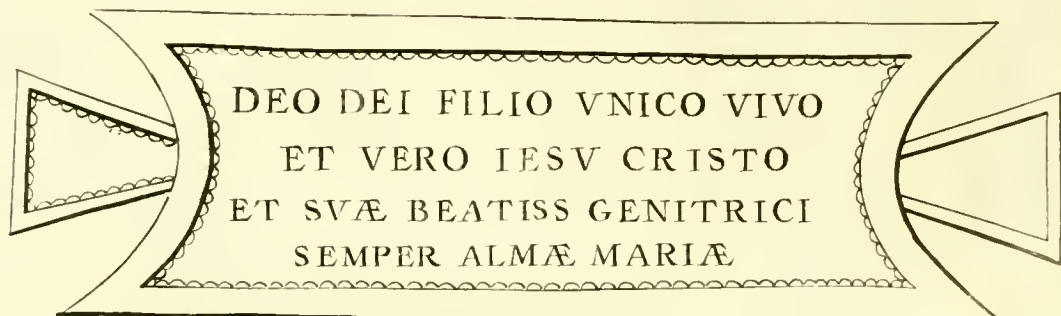 DEO DEI FILIO VNICO VIVO
ET VERO IESV CRISTO
ET SVÆ BEATISS GENITRICI
SEMPER ALMÆ MARIÆ